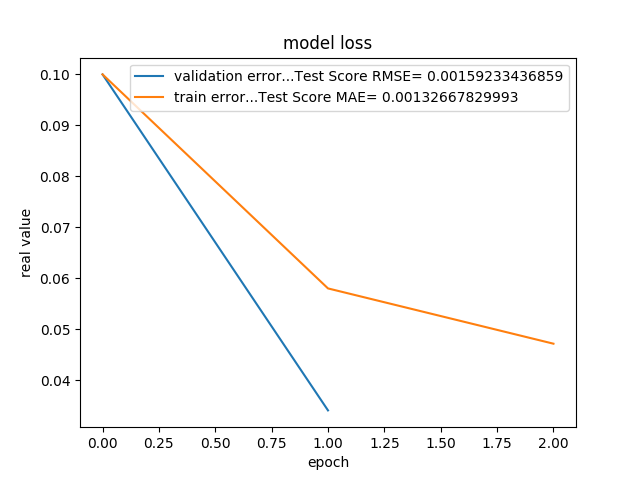 model loss
validation error...Test Score RMSE= 0.00159233436859
train error...Test Score MAE= 0.00132667829993
0.10
0.09
0.08
0.07
0.06
0.05
0.04
real value
0.00 0.25 0.50 0.75 1.00 1.25 1.50 1.75 2.00
epoch